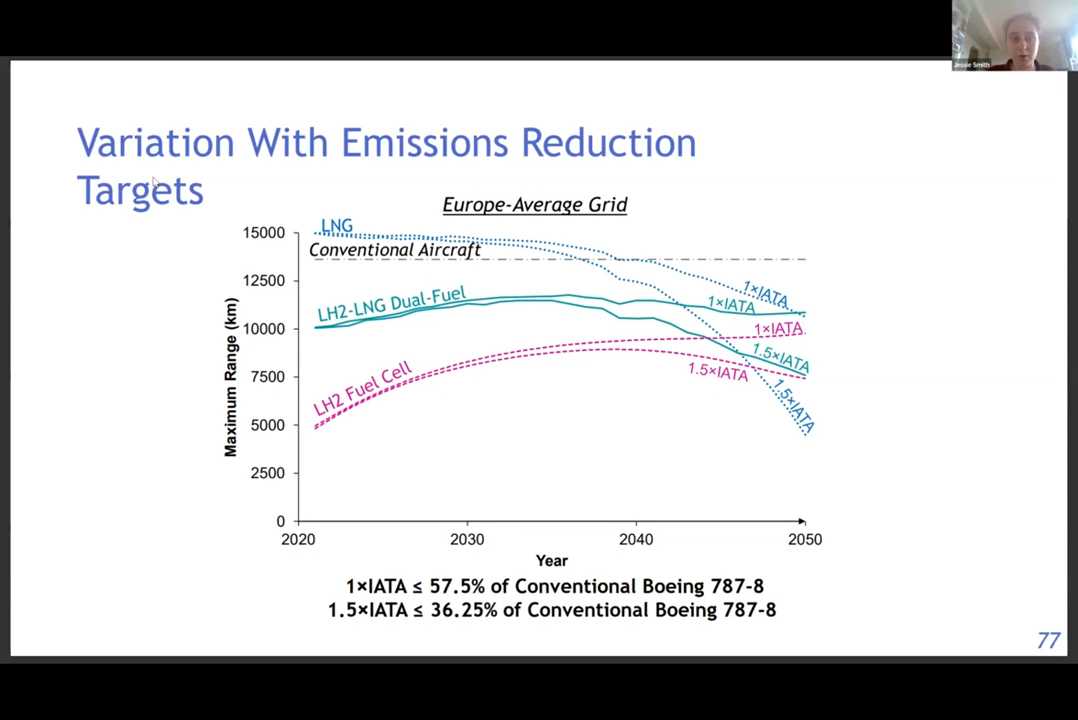 Jessie Smith
Variation With Emissions Reduction
Targets
Europe-Average Grid
LNG
Conventional Aircraft
LH2-LNG Dual-Fuel
LH2 Fuel Cell
1×IATA
1×IATA
1×IATA
1.5×IATA
1.5×IATA
1.5×IATA
Maximum Range (km)
15000
12500
10000
7500
5000
2500
0
2020
2030
2040
2050
Year
1×IATA ≤ 57.5% of Conventional Boeing 787-8
1.5×IATA ≤ 36.25% of Conventional Boeing 787-8
77